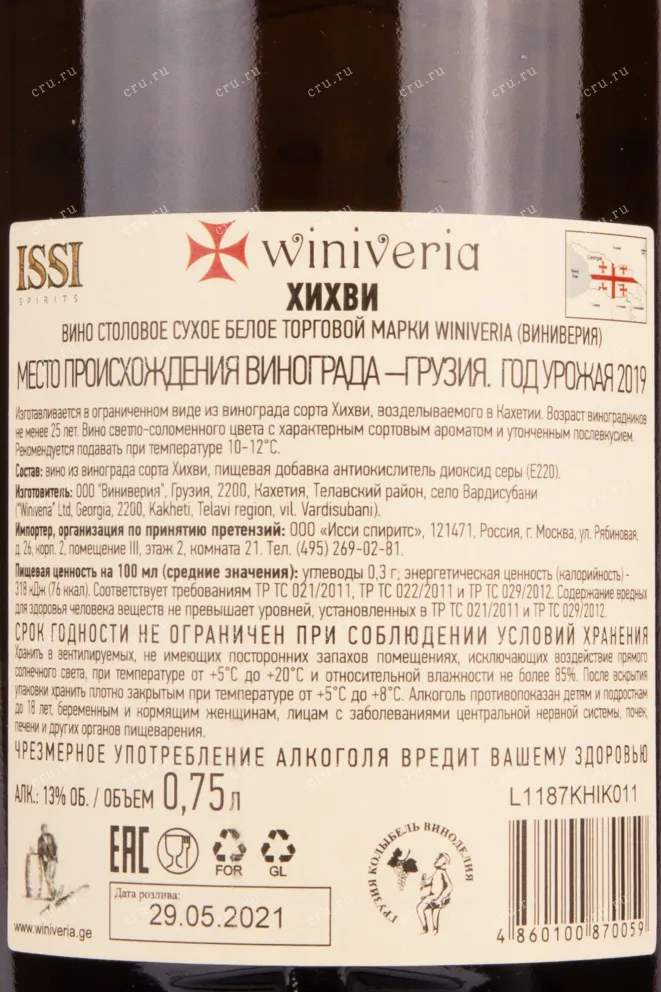 cru.ru cru.ru cru.ru
ISSI
SPIRITS
winiveria
ХИХВИ
ВИНО СТОЛОВОЕ СУХОЕ БЕЛОЕ ТОРГОВОЙ МАРКИ WINIVERIA (ВИНИВЕРИЯ)
МЕСТО ПРОИСХОЖДЕНИЯ ВИНОГРАДА —ГРУЗИЯ. ГОД УРОЖАЯ 2019
Изготавливается в ограниченном виде из винограда сорта Хихви, возделываемого в Кахетии. Возраст виноградников
не менее 25 лет. Вино светло-соломенного цвета с характерным сортовым ароматом и утонченным послевкусием.
Рекомендуется подавать при температуре 10-12°С.
Состав: вино из винограда сорта Хихви, пищевая добавка антиокислитель диоксид серы (Е220).
Изготовитель: ООО "Виниверия", Грузия, 2200, Кахетия, Телавский район, село Вардисубани
("Winiveria" Ltd, Georgia, 2200, Kakheti, Telavi region, vil. Vardisubani).
Импортер, организация по принятию претензий: ООО «Исси спиритс», 121471, Россия, г. Москва, ул. Рябиновая,
д. 26, корп. 2, помещение III, этаж 2, комната 21. Тел. (495) 269-02-81.
Пищевая ценность на 100 мл (средние значения): углеводы 0,3 г; энергетическая ценность (калорийность) -
318 кДж (76 ккал). Соответствует требованиям ТР ТС 021/2011, ТР ТС 022/2011 и ТР ТС 029/2012. Содержание вредных
для здоровья человека веществ не превышает уровней, установленных в ТР ТС 021/2011 и ТР ТС 029/2012.
СРОК ГОДНОСТИ НЕ ОГРАНИЧЕН ПРИ СОБЛЮДЕНИИ УСЛОВИЙ ХРАНЕНИЯ
Хранить в вентилируемых, не имеющих посторонних запахов помещениях, исключающих воздействие прямого
солнечного света, при температуре от +5°С до +20°С и относительной влажности не более 85%. После вскрытия
упаковки хранить плотно закрытым при температуре от +5°С до +8°С. Алкоголь противопоказан детям и подросткам
до 18 лет, беременным и кормящим женщинам, лицам с заболеваниями центральной нервной системы, почек,
печени и других органов пищеварения.
ЧРЕЗМЕРНОЕ УПОТРЕБЛЕНИЕ АЛКОГОЛЯ ВРЕДИТ ВАШЕМУ ЗДОРОВЬЮ
АЛК.: 13% ОБ. / ОБЪЕМ 0,75 л
L1187KHIK011
EAC
FOR
GL
ГРУЗИЯ КОЛЫБЕЛЬ ВИНОДЕЛИЯ
www.winiveria.ge
Дата розлива:
29.05.2021
4 860100 870059